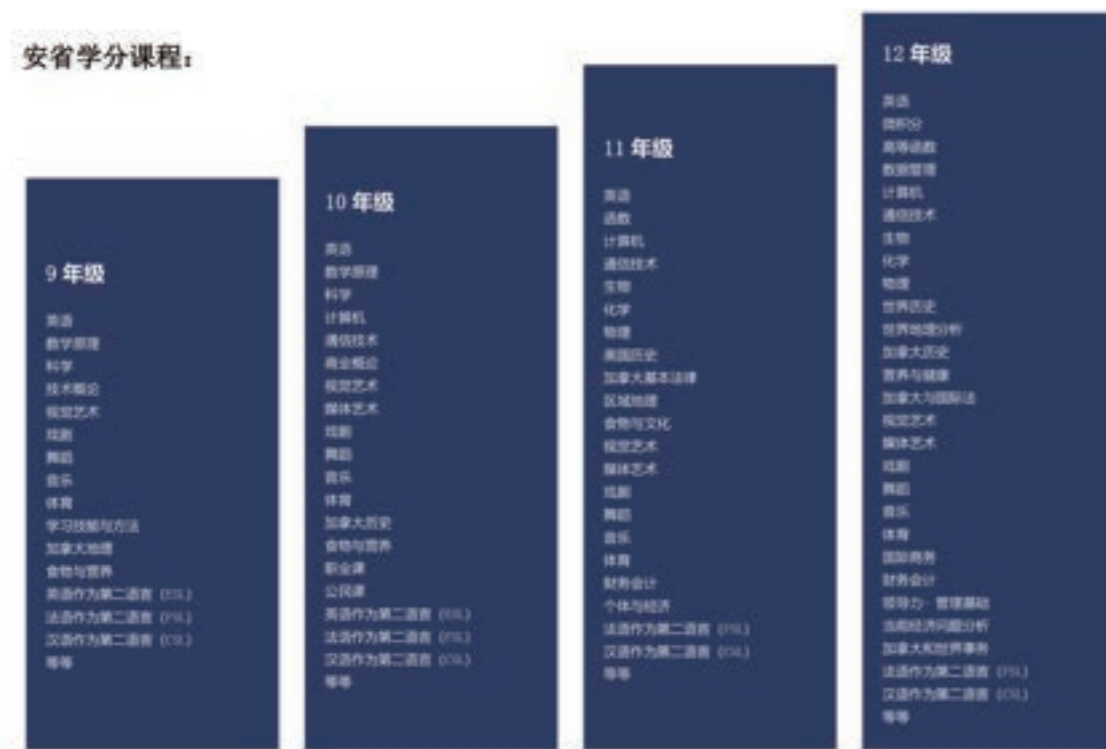 安省学分课程:
9 年级
英语
数学原理
科学
技术概论
视觉艺术
戏剧
舞蹈
音乐
体育
学习技能与方法
加拿大地理
食物与营养
英语作为第二语言 (ESL)
法语作为第二语言 (FSL)
汉语作为第二语言 (CSL)
等等
10 年级
英语
数学原理
科学
计算机
通信技术
商业概论
视觉艺术
媒体艺术
戏剧
舞蹈
音乐
体育
加拿大历史
食物与营养
职业课
公民课
英语作为第二语言 (ESL)
法语作为第二语言 (FSL)
汉语作为第二语言 (CSL)
等等
11 年级
英语
函数
计算机
通信技术
生物
化学
物理
美国历史
加拿大基本法律
区域地理
食物与文化
视觉艺术
媒体艺术
戏剧
舞蹈
音乐
体育
财务会计
个体与经济
法语作为第二语言 (FSL)
汉语作为第二语言 (CSL)
等等
12 年级
英语
微积分
高等函数
数据管理
计算机
通信技术
生物
化学
物理
世界历史
世界地理分析
加拿大历史
营养与健康
加拿大与国际法
视觉艺术
媒体艺术
戏剧
舞蹈
音乐
体育
国际商务
财务会计
领导力- 管理基础
当前经济问题分析
加拿大和世界事务
法语作为第二语言 (FSL)
汉语作为第二语言 (CSL)
等等